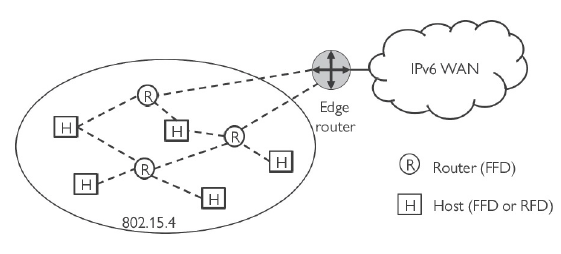 IPv6 WAN
Edge
router
R
H
H
R
H
R
H
H
802.15.4
R Router (FFD)
H Host (FFD or RFD)